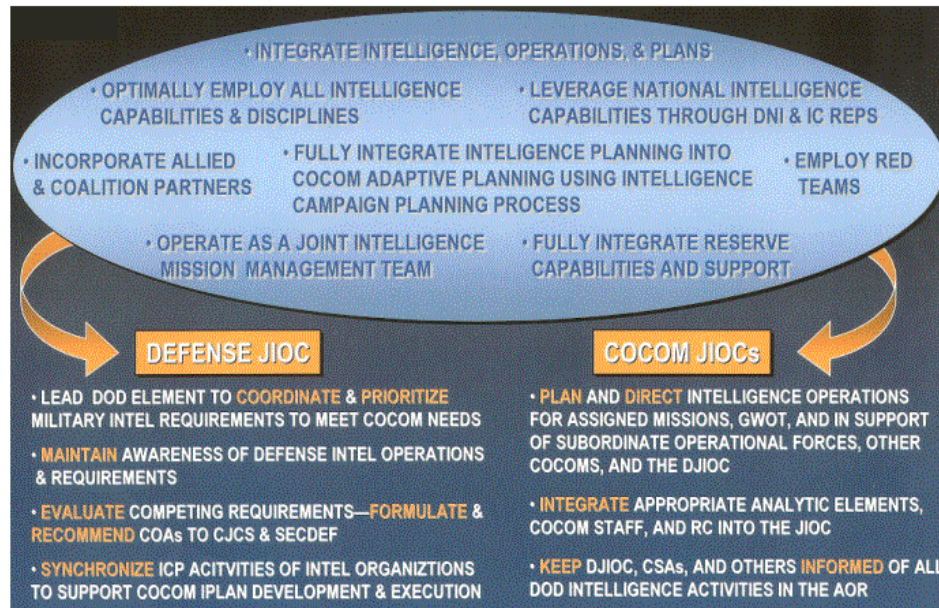 • INTEGRATE INTELLIGENCE, OPERATIONS, & PLANS
• OPTIMALLY EMPLOY ALL INTELLIGENCE
CAPABILITIES & DISCIPLINES
• LEVERAGE NATIONAL INTELLIGENCE
CAPABILITIES THROUGH DNI & IC REPS
• INCORPORATE ALLIED
& COALITION PARTNERS
• FULLY INTEGRATE INTELIGENCE PLANNING INTO
COCOM ADAPTIVE PLANNING USING INTELLIGENCE
CAMPAIGN PLANNING PROCESS
• EMPLOY RED
TEAMS
• OPERATE AS A JOINT INTELLIGENCE
MISSION MANAGEMENT TEAM
• FULLY INTEGRATE RESERVE
CAPABILITIES AND SUPPORT
DEFENSE JIOC
• LEAD DOD ELEMENT TO COORDINATE & PRIORITIZE
MILITARY INTEL REQUIREMENTS TO MEET COCOM NEEDS
• MAINTAIN AWARENESS OF DEFENSE INTEL OPERATIONS
& REQUIREMENTS
• EVALUATE COMPETING REQUIREMENTS—FORMULATE &
RECOMMEND COAs TO CJCS & SECDEF
• SYNCHRONIZE ICP ACITVITIES OF INTEL ORGANIZTIONS
TO SUPPORT COCOM IPLAN DEVELOPMENT & EXECUTION
COCOM JIOCs
• PLAN AND DIRECT INTELLIGENCE OPERATIONS
FOR ASSIGNED MISSIONS, GWOT, AND IN SUPPORT
OF SUBORDINATE OPERATIONAL FORCES, OTHER
COCOMS, AND THE DJIOC
• INTEGRATE APPROPRIATE ANALYTIC ELEMENTS,
COCOM STAFF, AND RC INTO THE JIOC
• KEEP DJIOC, CSAs, AND OTHERS INFORMED OF ALL
DOD INTELLIGENCE ACTIVITIES IN THE AOR